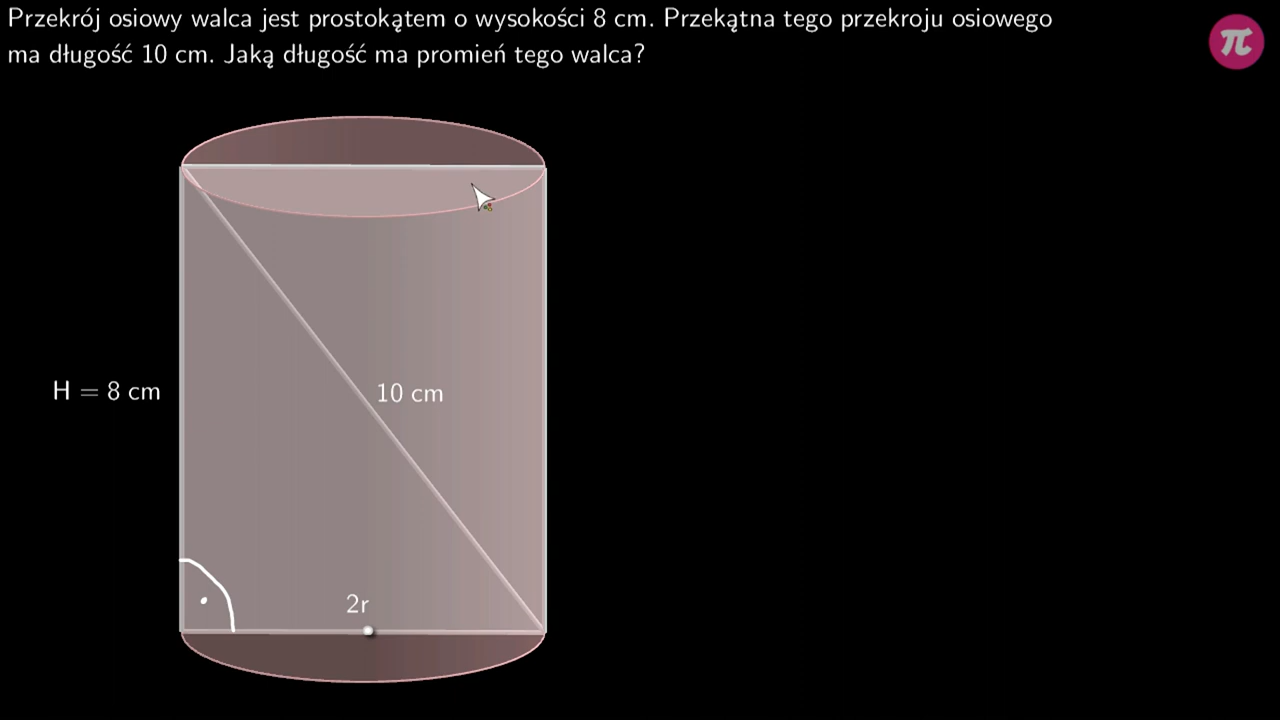 Przekrój osiowy walca jest prostokątem o wysokości 8 cm. Przekątna tego przekroju osiowego
ma długość 10 cm. Jaką długość ma promień tego walca?
π
H = 8 cm
10 cm
2r